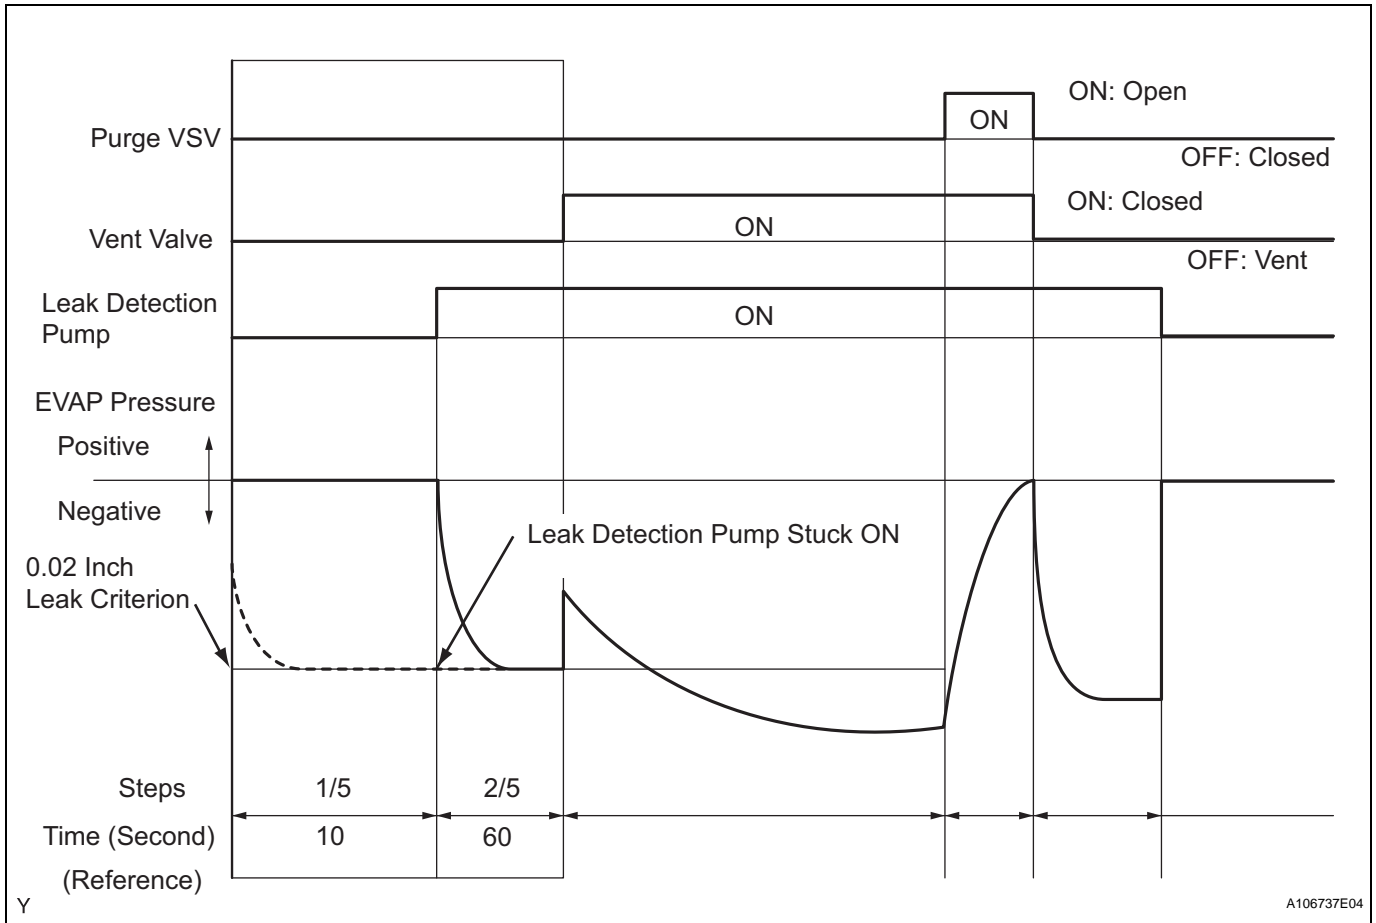 ON: Open
Purge VSV
ON
OFF: Closed
ON: Closed
Vent Valve
ON
OFF: Vent
Leak Detection
Pump
ON
EVAP Pressure
Positive
Negative
Leak Detection Pump Stuck ON
0.02 Inch
Leak Criterion
Steps 1/5 2/5
Time (Second) 10 60
(Reference)
Y
A106737E04